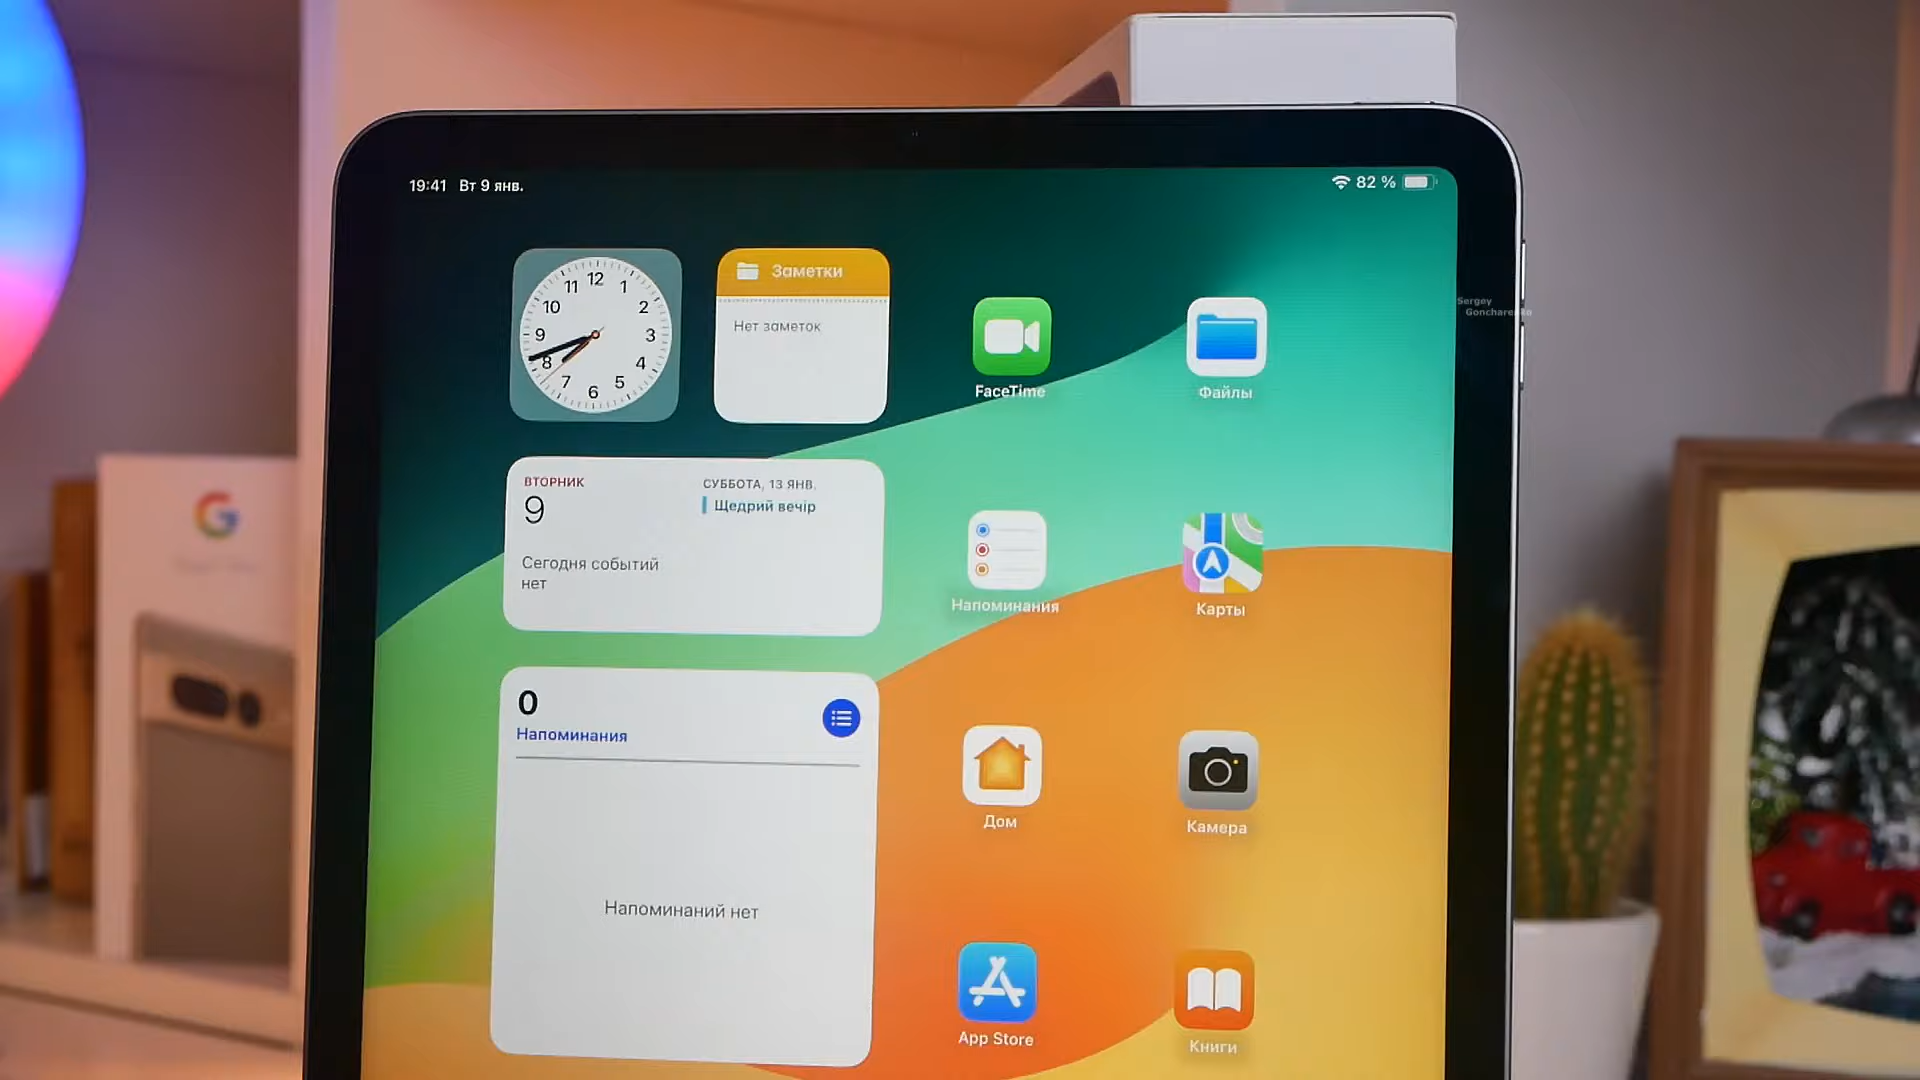 19:41 Вт 9 янв.
82 %
12
11 1
10 2
9 3
8 4
7 5
6
Заметки
Нет заметок
FaceTime
Файлы
ВТОРНИК
9
Сегодня событий
нет
СУББОТА, 13 ЯНВ.
Щедрий вечір
Напоминания
Карты
0
Напоминания
Напоминаний нет
Дом
Камера
App Store
Книги
Sergey
Goncharenko
G